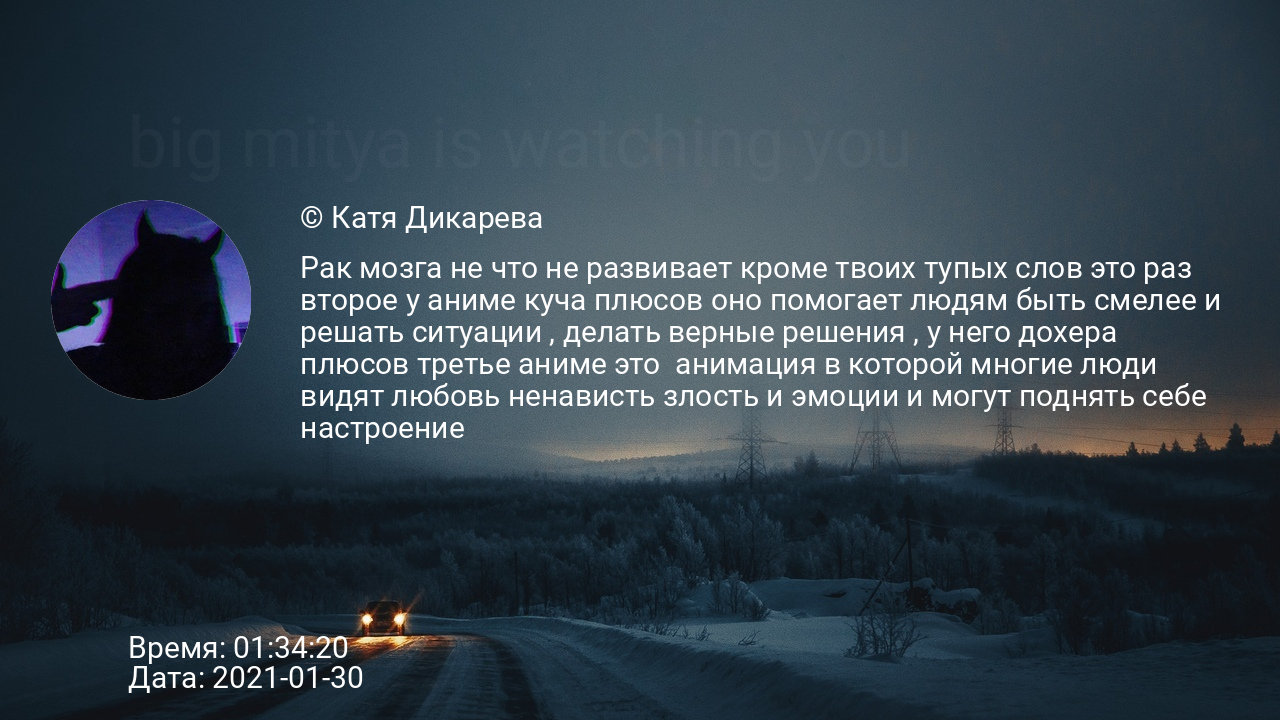 big mitya is watching you
© Катя Дикарева
Рак мозга не что не развивает кроме твоих тупых слов это раз
второе у аниме куча плюсов оно помогает людям быть смелее и
решать ситуации , делать верные решения , у него дохера
плюсов третье аниме это  анимация в которой многие люди
видят любовь ненависть злость и эмоции и могут поднять себе
настроение
Время: 01:34:20
Дата: 2021-01-30